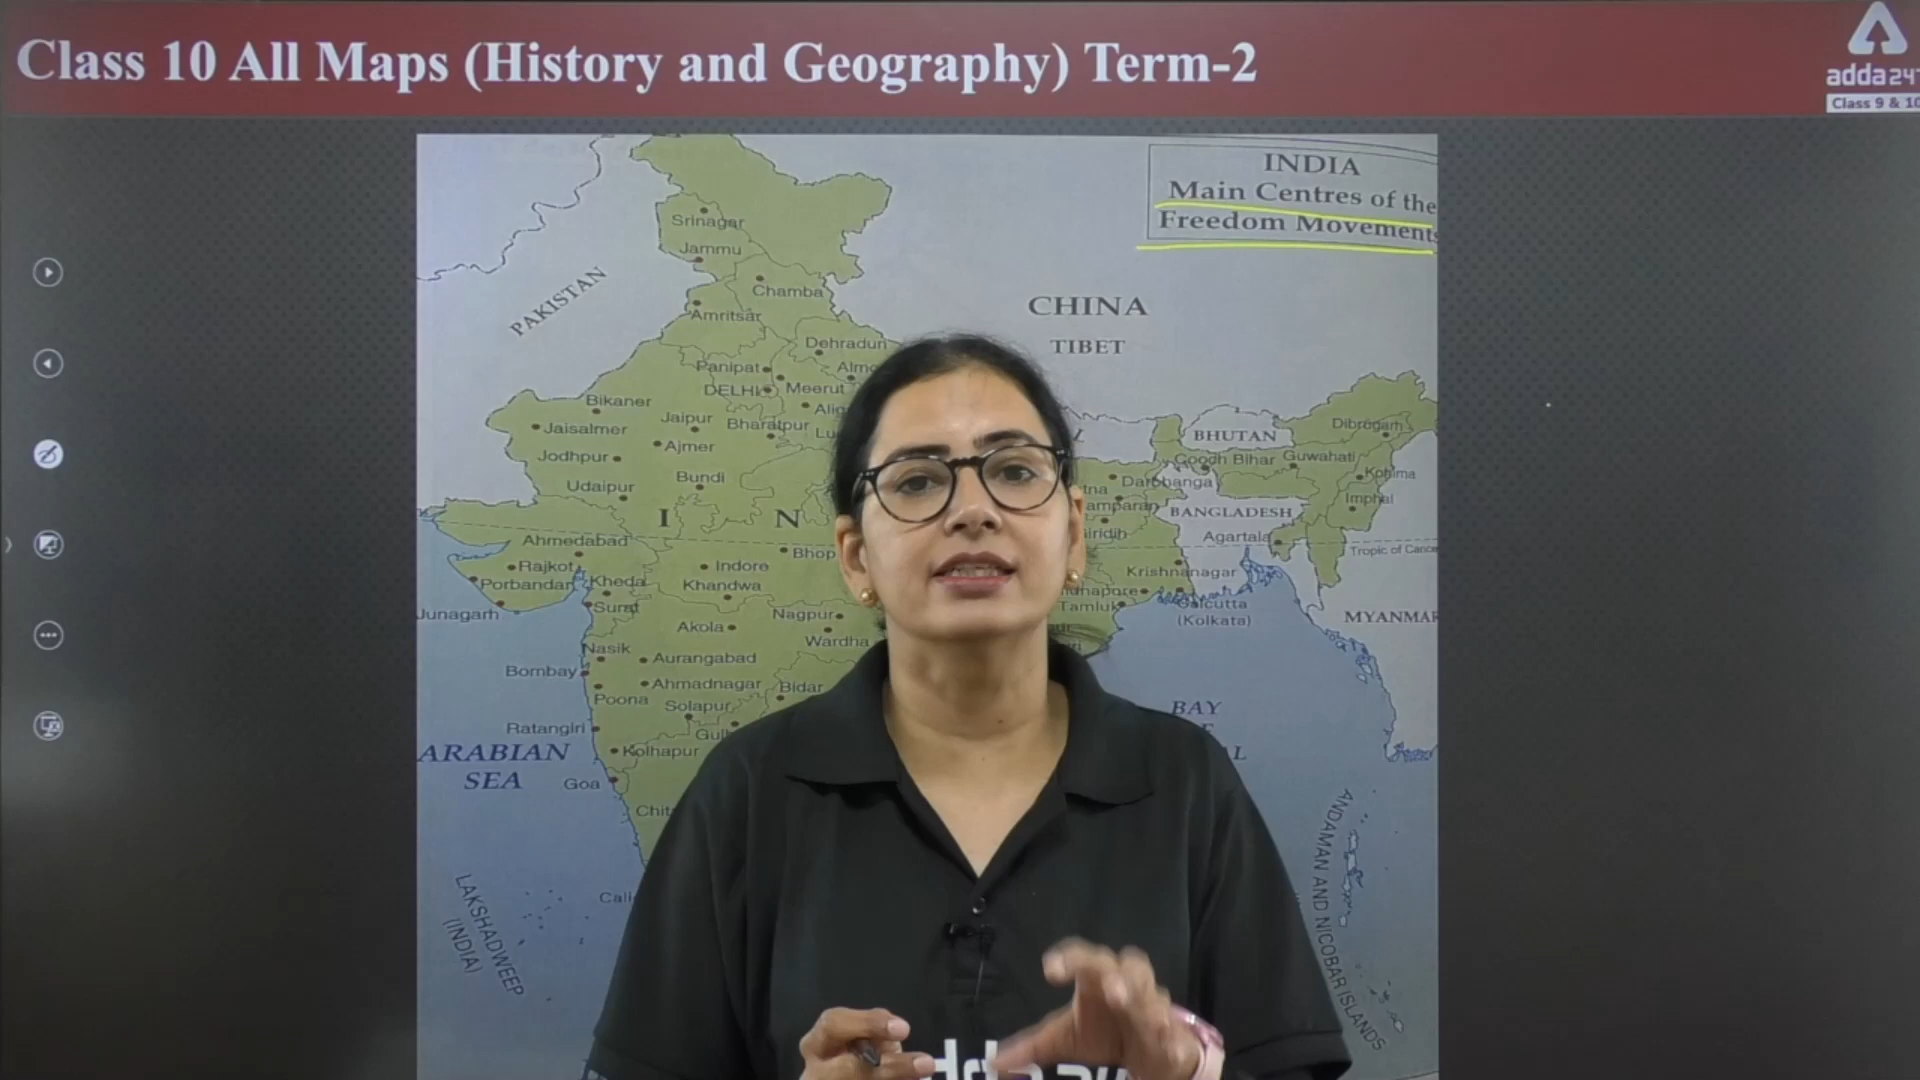 Class 10 All Maps (History and Geography) Term-2
adda247
Class 9 & 10
INDIA
Main Centres of the
Freedom Movements
Srinagar
Jammu
PAKISTAN
Chamba
CHINA
Amritsar
TIBET
Dehradun
Panipat
DELHI
Meerut
Bikaner
Jaipur
Bharatpur
Jaisalmer
Ajmer
BHUTAN
Dibrugarh
Jodhpur
Cooch Bihar
Guwahati
Kohima
Udaipur
Bundi
Darbhanga
Imphal
I N
BANGLADESH
Ahmedabad
Agartala
Rajkot
Indore
Krishnanagar
Porbandar
Kheda
Khandwa
Junagarh
Surat
Nagpur
Tamluk
Calcutta
(Kolkata)
MYANMAR
Akola
Wardha
Nasik
Aurangabad
Bombay
Ahmadnagar
Bidar
Poona
Solapur
BAY
Ratangiri
Kolhapur
ARABIAN
SEA
Goa
LAKSHADWEEP
(INDIA)
ANDAMAN AND NICOBAR ISLANDS